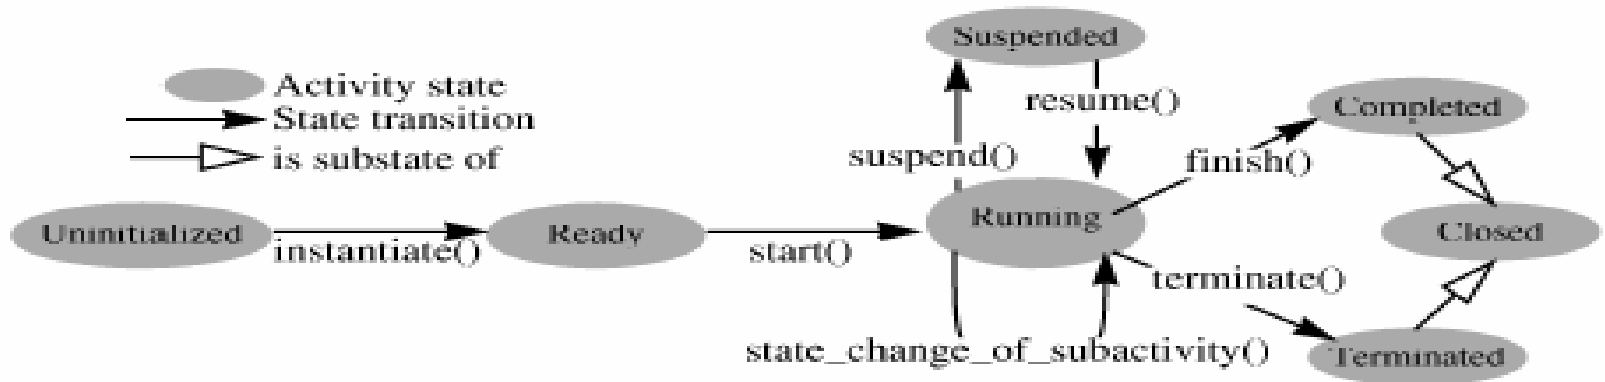 Suspended
Activity state
resume()
Completed
State transition
suspend()
is substate of
finish()
Uninitialized
instantiate()
Ready
start()
Running
Closed
terminate()
state_change_of_subactivity()
Terminated